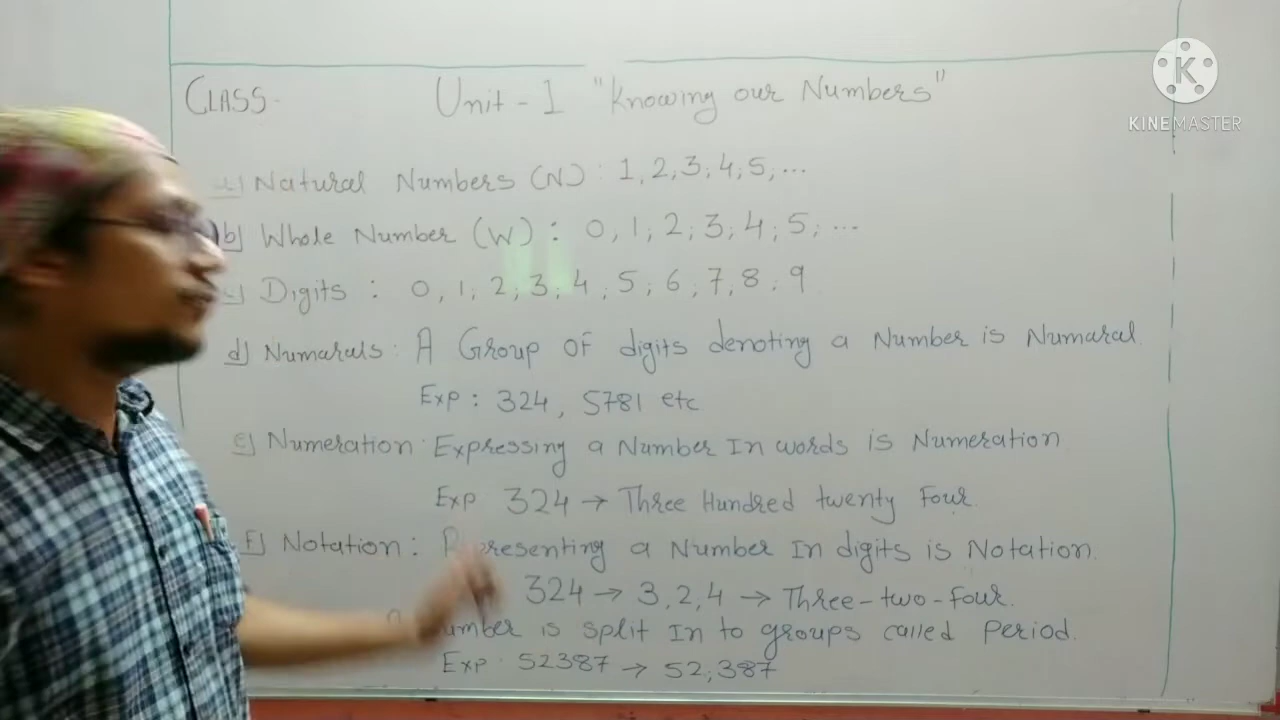 CLASS- Unit - 1 "Knowing our Numbers"
KINEMASTER
a) Natural Numbers (N) : 1, 2, 3, 4, 5, ...
b) Whole Number (W) : 0, 1, 2, 3, 4, 5, ...
Digits : 0, 1, 2, 3, 4, 5, 6, 7, 8, 9
d) Numarals : A Group OF digits denoting a Number is Numaral.
Exp : 324, 5781 etc
e) Numeration : Expressing a Number In words is Numeration
Exp 324 → Three Hundred twenty Four.
f) Notation : Representing a Number In digits is Notation.
324 → 3, 2, 4 → Three-two-Four.
is split In to groups called Period.
Exp : 52387 → 52,387